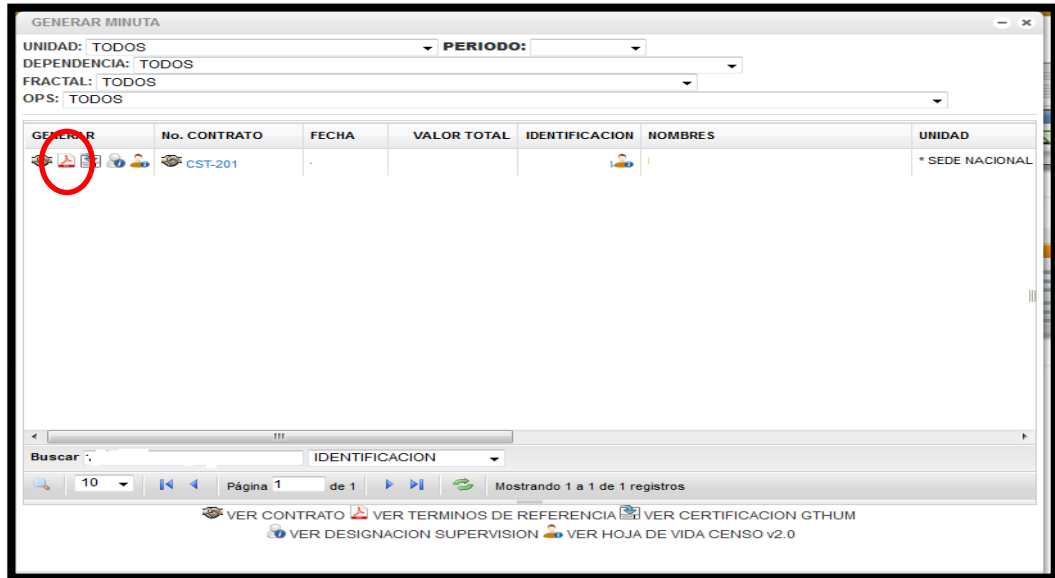 GENERAR MINUTA
UNIDAD: TODOS PERIODO:
DEPENDENCIA: TODOS
FRACTAL: TODOS
OPS: TODOS
GENERAR No. CONTRATO FECHA VALOR TOTAL IDENTIFICACION NOMBRES UNIDAD
CST-201 * SEDE NACIONAL
Buscar IDENTIFICACION
10 Página 1 de 1 Mostrando 1 a 1 de 1 registros
VER CONTRATO VER TERMINOS DE REFERENCIA VER CERTIFICACION GTHUM
VER DESIGNACION SUPERVISION VER HOJA DE VIDA CENSO v2.0